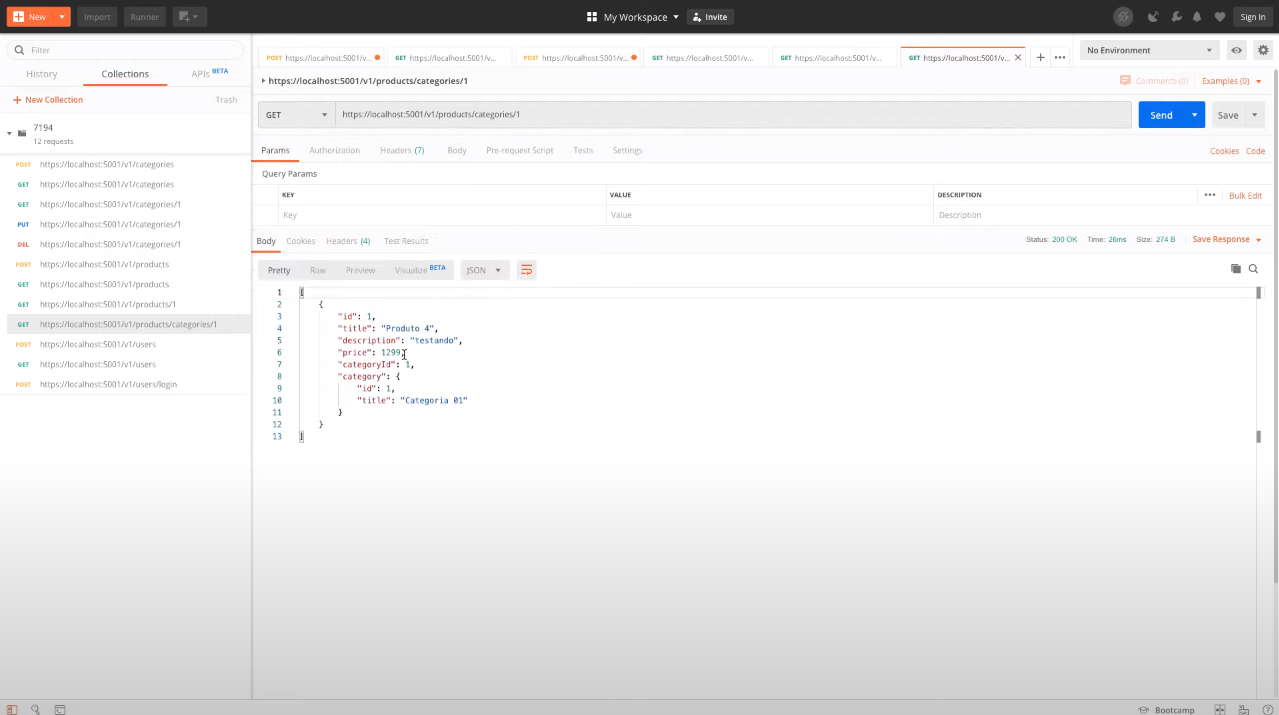 New Import Runner My Workspace Invite Sign In
Filter
History Collections APIs BETA
New Collection Trash
7194
12 requests
POST https://localhost:5001/v1/categories
GET https://localhost:5001/v1/categories
GET https://localhost:5001/v1/categories/1
PUT https://localhost:5001/v1/categories/1
DEL https://localhost:5001/v1/categories/1
POST https://localhost:5001/v1/products
GET https://localhost:5001/v1/products
GET https://localhost:5001/v1/products/1
GET https://localhost:5001/v1/products/categories/1
POST https://localhost:5001/v1/users
GET https://localhost:5001/v1/users
POST https://localhost:5001/v1/users/login
POST https://localhost:5001/v... GET https://localhost:5001/v... POST https://localhost:5001/v... GET https://localhost:5001/v... GET https://localhost:5001/v... GET https://localhost:5001/v... No Environment
https://localhost:5001/v1/products/categories/1 Comments (0) Examples (0)
GET https://localhost:5001/v1/products/categories/1 Send Save
Params Authorization Headers (7) Body Pre-request Script Tests Settings Cookies Code
Query Params
KEY VALUE DESCRIPTION Bulk Edit
Key Value Description
Body Cookies Headers (4) Test Results Status: 200 OK Time: 26ms Size: 274 B Save Response
Pretty Raw Preview Visualize BETA JSON
1 [
2 {
3 "id": 1,
4 "title": "Produto 4",
5 "description": "testando",
6 "price": 1299,
7 "categoryId": 1,
8 "category": {
9 "id": 1,
10 "title": "Categoria 01"
11 }
12 }
13 ]
Bootcamp